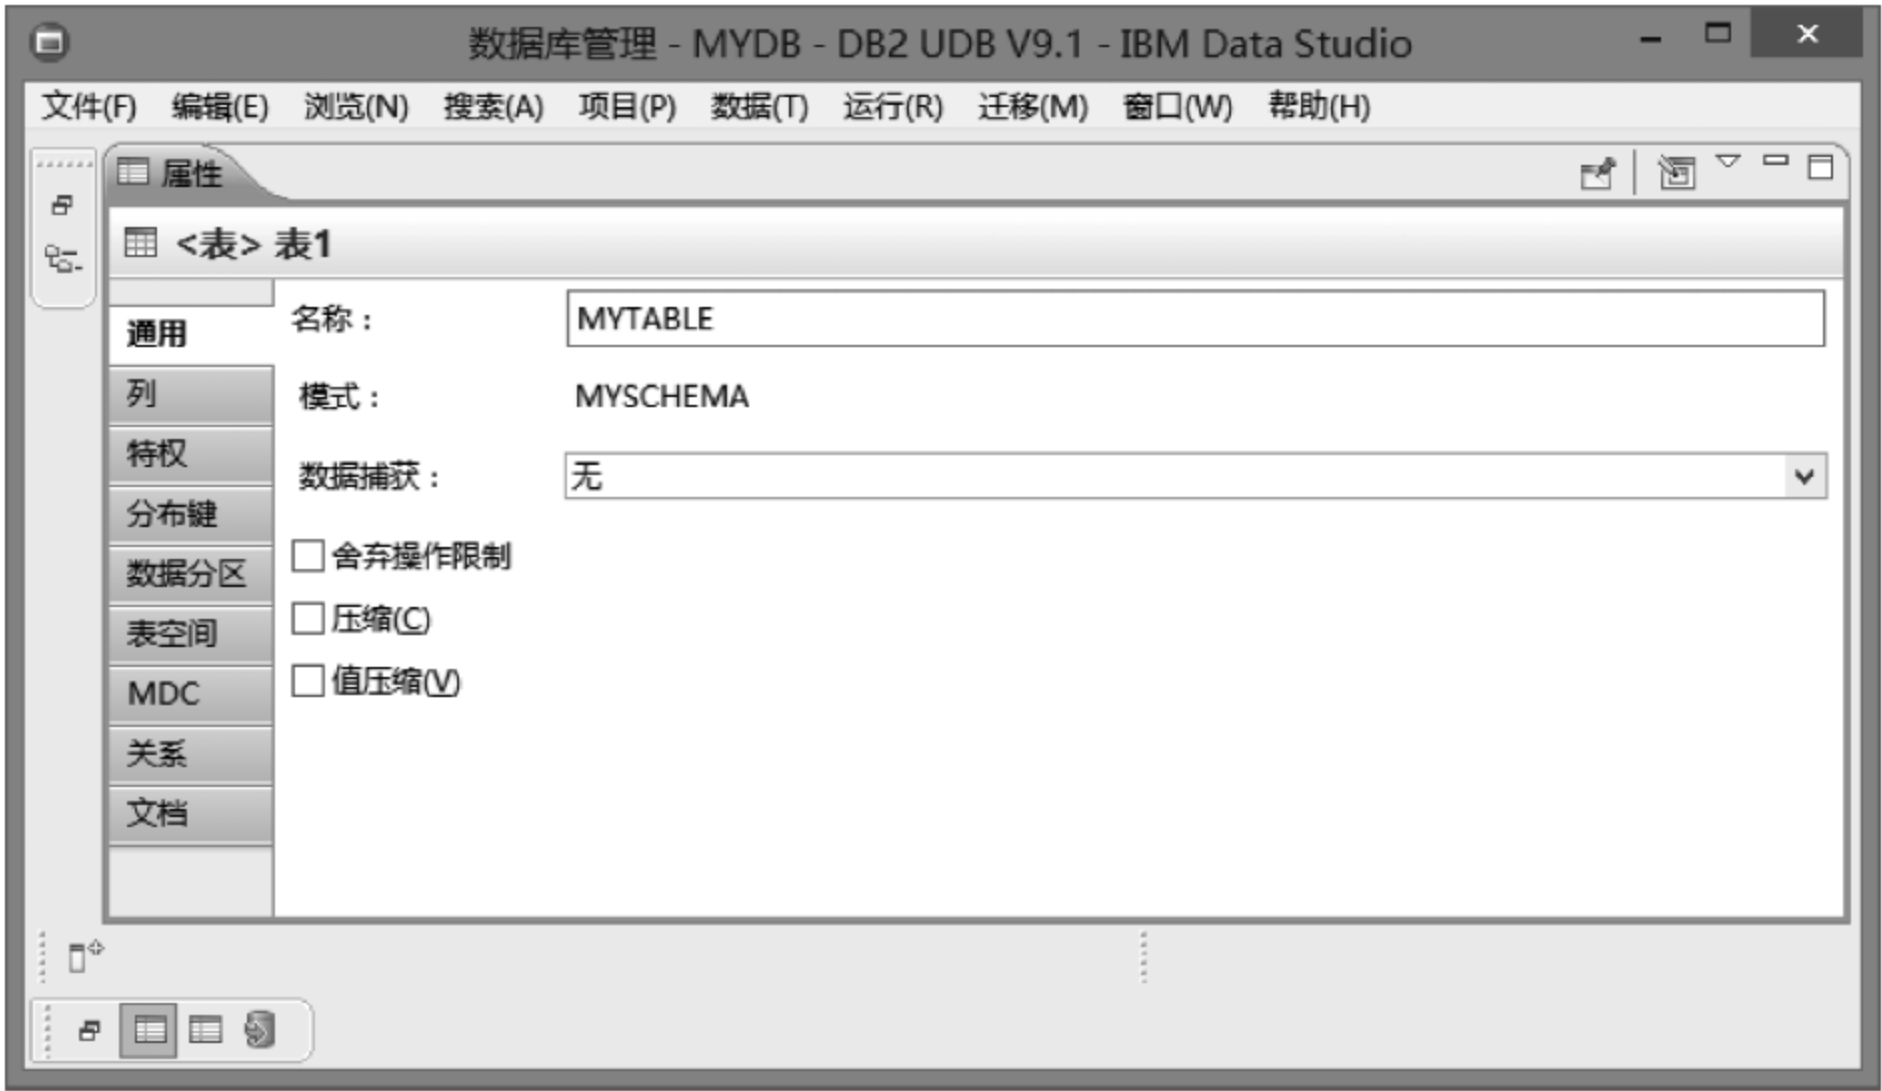 数据库管理 - MYDB - DB2 UDB V9.1 - IBM Data Studio
文件(F) 编辑(E) 浏览(N) 搜索(A) 项目(P) 数据(T) 运行(R) 迁移(M) 窗口(W) 帮助(H)
属性
<表> 表1
通用
列
特权
分布键
数据分区
表空间
MDC
关系
文档
名称： MYTABLE
模式： MYSCHEMA
数据捕获： 无
舍弃操作限制
压缩(C)
值压缩(V)